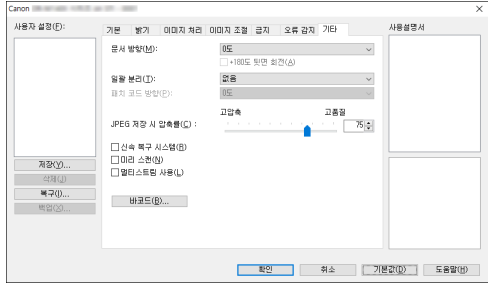 Canon
사용자 설정(F):
저장(Y)...
삭제(J)
복구(I)...
백업(X)...
기본 밝기 이미지 처리 이미지 조절 급지 오류 감지 기타
문서 방향(M): 0도
+180도 뒷면 회전(A)
일괄 분리(T): 없음
패치 코드 방향(P): 0도
고압축 고품질
JPEG 저장 시 압축률(C) : 75
신속 복구 시스템(R)
미리 스캔(N)
멀티스트림 사용(L)
바코드(B)...
사용설명서
확인 취소 기본값(D) 도움말(H)